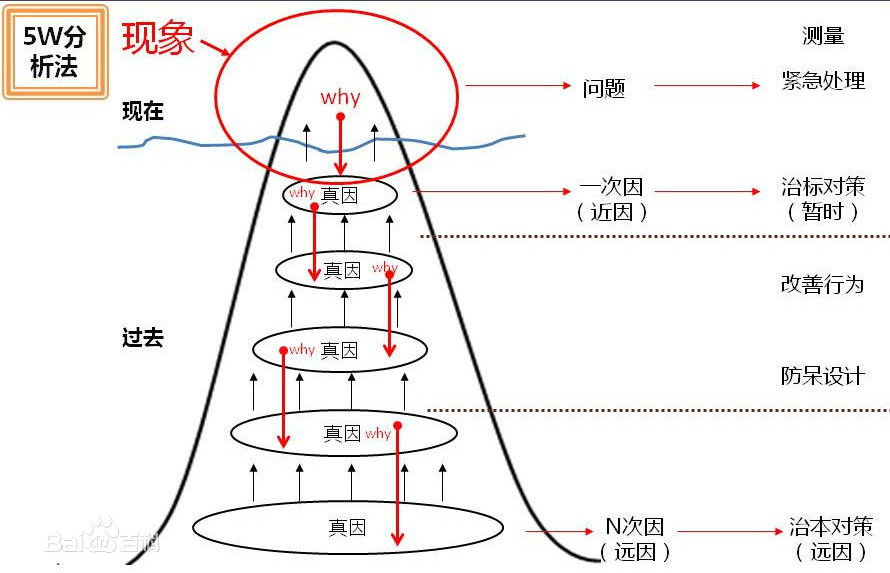 5W分
析法
现象
测量
why
问题
紧急处理
现在
why
真因
一次因
（近因）
治标对策
（暂时）
真因
why
改善行为
过去
why
真因
防呆设计
真因
why
真因
N次因
（远因）
治本对策
（远因）
Bai百科